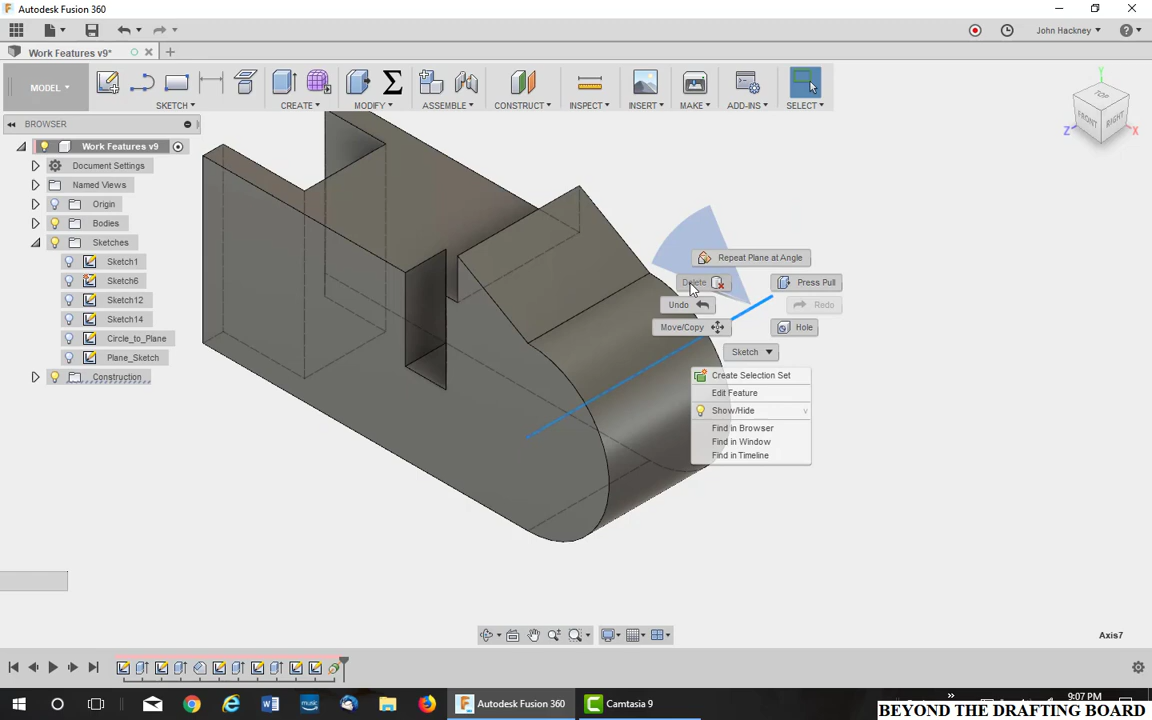 Autodesk Fusion 360
John Hackney
Work Features v9*
MODEL
SKETCH
CREATE
MODIFY
ASSEMBLE
CONSTRUCT
INSPECT
INSERT
MAKE
ADD-INS
SELECT
BROWSER
Work Features v9
Document Settings
Named Views
Origin
Bodies
Sketches
Sketch1
Sketch6
Sketch12
Sketch14
Circle_to_Plane
Plane_Sketch
Construction
Y
TOP
FRONT
RIGHT
Z
X
Repeat Plane at Angle
Delete
Press Pull
Undo
Redo
Move/Copy
Hole
Sketch
Create Selection Set
Edit Feature
Show/Hide
Find in Browser
Find in Window
Find in Timeline
Axis7
Autodesk Fusion 360
Camtasia 9
9:07 PM
BEYOND THE DRAFTING BOARD